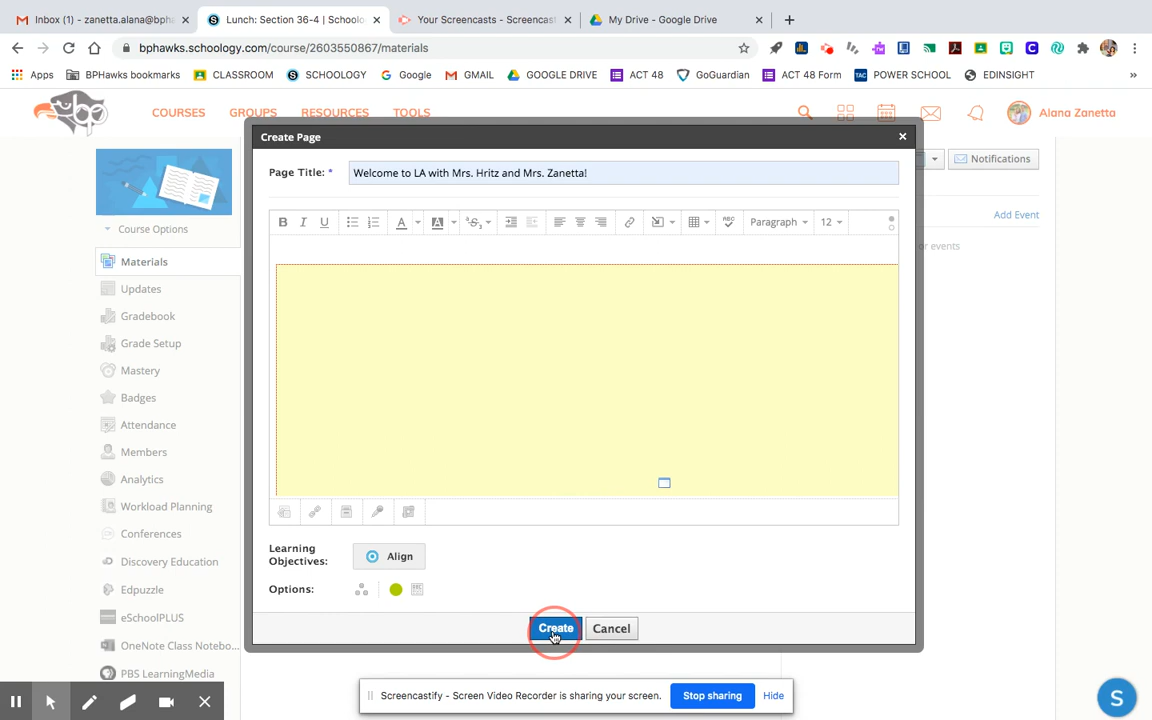 Inbox (1) - zanetta.alana@bpha
Lunch: Section 36-4 | Schoolo
Your Screencasts - Screencast
My Drive - Google Drive
bphawks.schoology.com/course/2603550867/materials
Apps
BPHawks bookmarks
CLASSROOM
SCHOOLOGY
Google
GMAIL
GOOGLE DRIVE
ACT 48
GoGuardian
ACT 48 Form
POWER SCHOOL
EDINSIGHT
COURSES
GROUPS
RESOURCES
TOOLS
Alana Zanetta
Create Page
Page Title: *
Welcome to LA with Mrs. Hritz and Mrs. Zanetta!
Notifications
Course Options
B I U
A
A
Paragraph
12
Add Event
or events
Materials
Updates
Gradebook
Grade Setup
Mastery
Badges
Attendance
Members
Analytics
Workload Planning
Conferences
Discovery Education
Edpuzzle
eSchoolPLUS
OneNote Class Notebo...
PBS LearningMedia
Learning
Objectives:
Align
Options:
Create
Cancel
Screencastify - Screen Video Recorder is sharing your screen.
Stop sharing
Hide
S